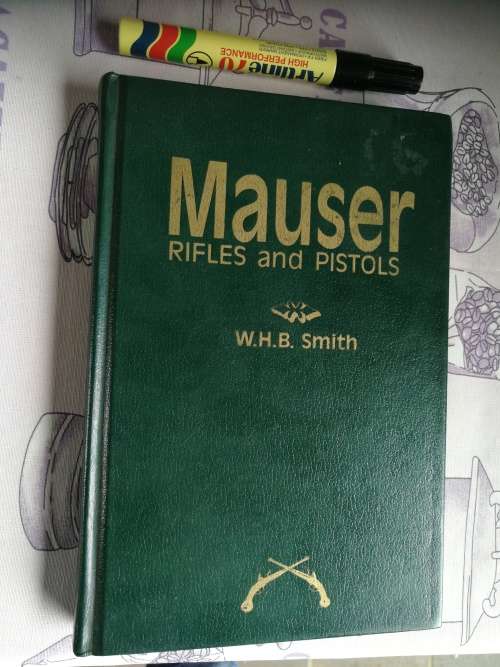 Artline 70
HIGH PERFORMANCE
Mauser
RIFLES and PISTOLS
W.H.B. Smith